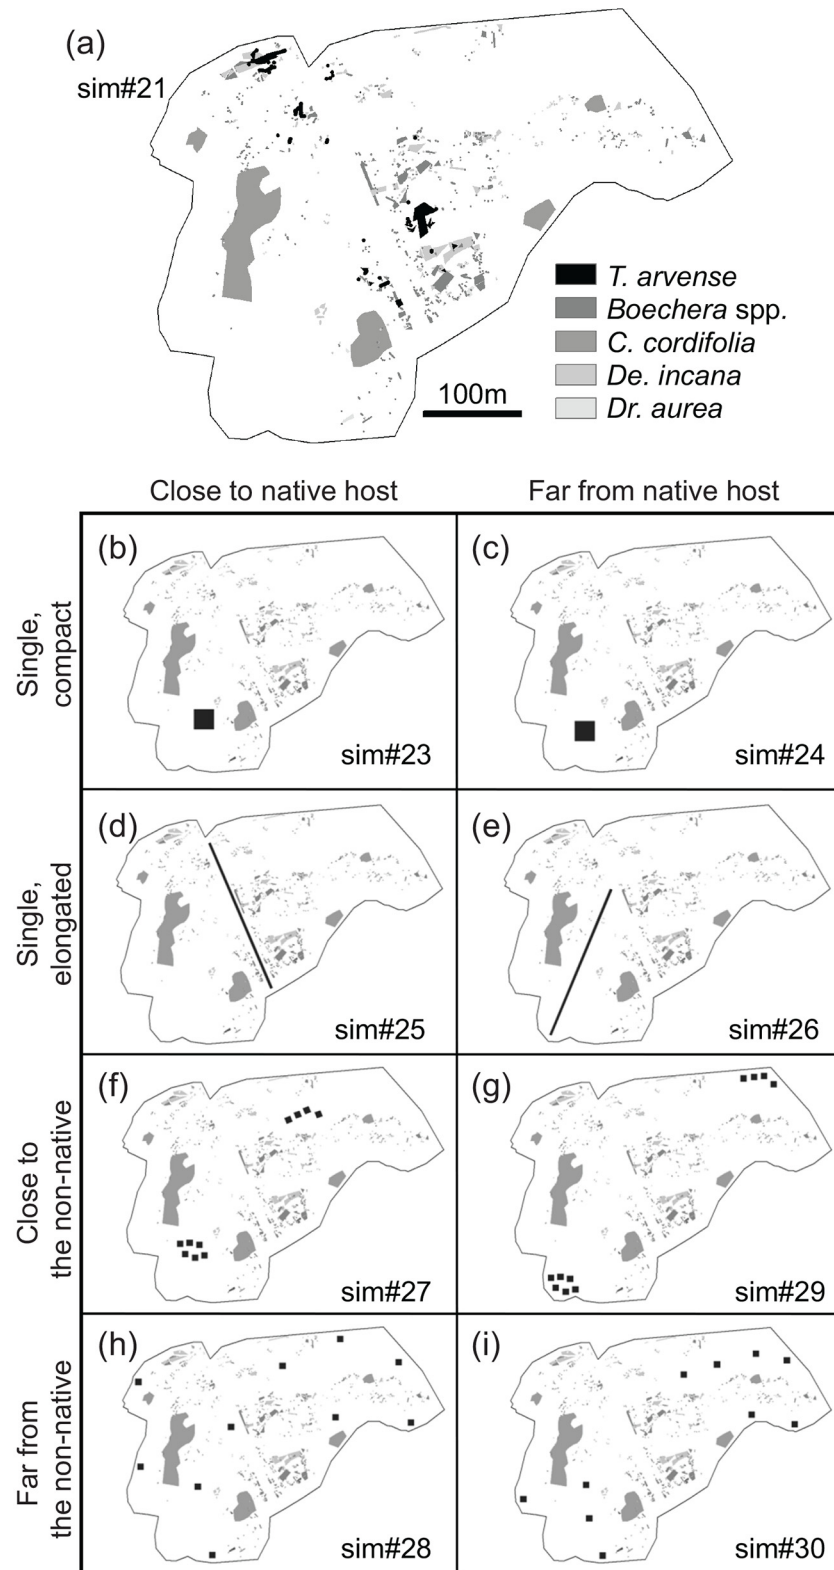 (a)
sim#21
T. arvense
Boechera spp.
C. cordifolia
De. incana
Dr. aurea
100m
Close to native host
Far from native host
Single,
compact
(b)
sim#23
(c)
sim#24
Single,
elongated
(d)
sim#25
(e)
sim#26
Close to
the non-native
(f)
sim#27
(g)
sim#29
Far from
the non-native
(h)
sim#28
(i)
sim#30